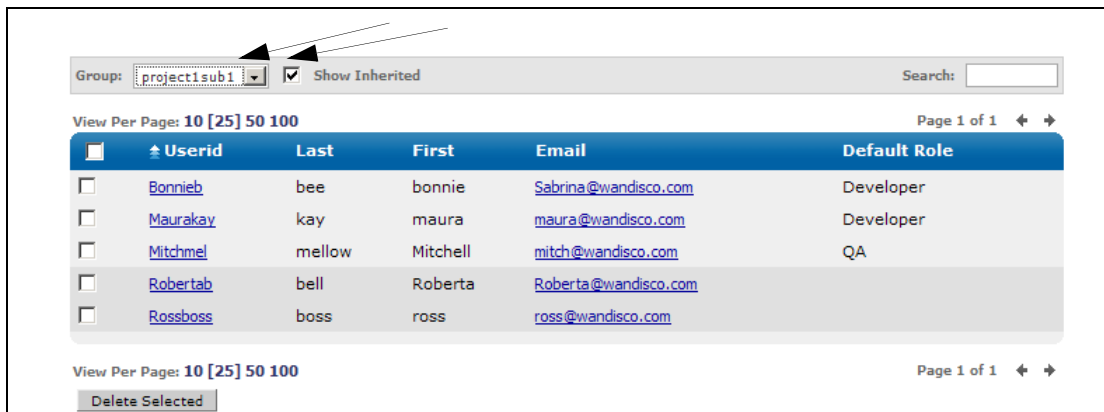 Group: project1sub1 Show Inherited Search:
View Per Page: 10 [25] 50 100 Page 1 of 1
Userid Last First Email Default Role
Bonnieb bee bonnie Sabrina@wandisco.com Developer
Maurakay kay maura maura@wandisco.com Developer
Mitchmel mellow Mitchell mitch@wandisco.com QA
Robertab bell Roberta Roberta@wandisco.com
Rossboss boss ross ross@wandisco.com
View Per Page: 10 [25] 50 100 Page 1 of 1
Delete Selected